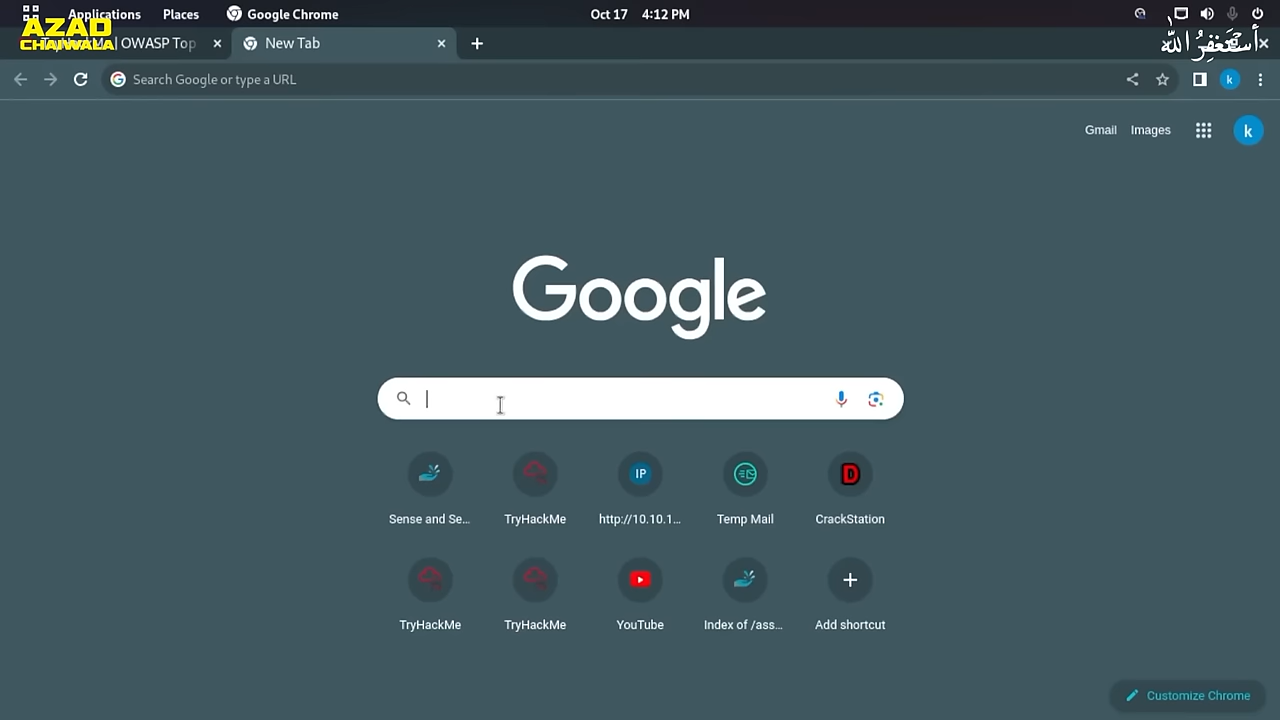 Applications Places Google Chrome Oct 17 4:12 PM
AZAD
CHAIWALA
| OWASP Top New Tab
أستغفر الله
Search Google or type a URL k
Gmail Images k
Google
IP D
Sense and Se... TryHackMe http://10.10.1... Temp Mail CrackStation
TryHackMe TryHackMe YouTube Index of /ass... Add shortcut
Customize Chrome